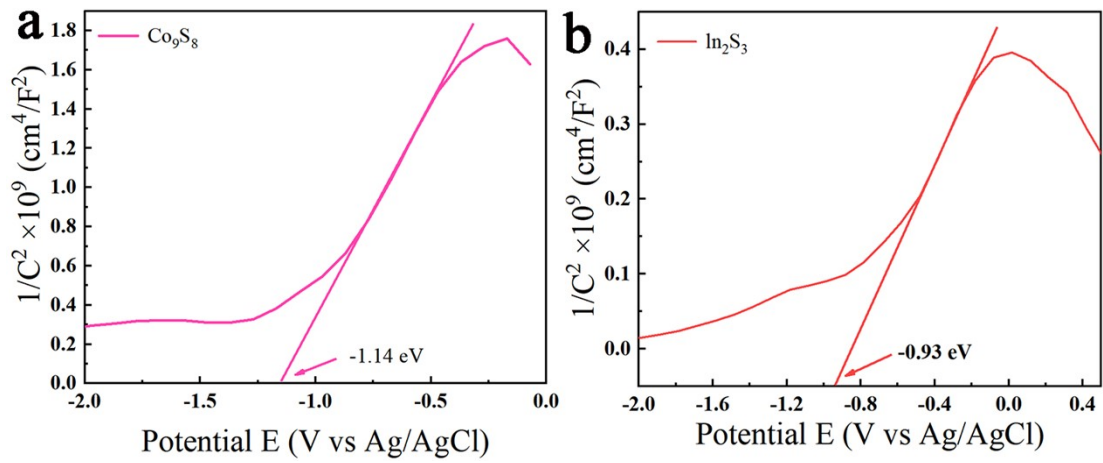 a
Co₉S₈
1.8
1.6
1.4
1.2
1.0
0.8
0.6
0.4
0.2
0.0
1/C² ×10⁹ (cm⁴/F²)
-1.14 eV
-2.0
-1.5
-1.0
-0.5
0.0
Potential E (V vs Ag/AgCl)
b
ln₂S₃
0.4
0.3
0.2
0.1
0.0
1/C² ×10⁹ (cm⁴/F²)
-0.93 eV
-2.0
-1.6
-1.2
-0.8
-0.4
0.0
0.4
Potential E (V vs Ag/AgCl)